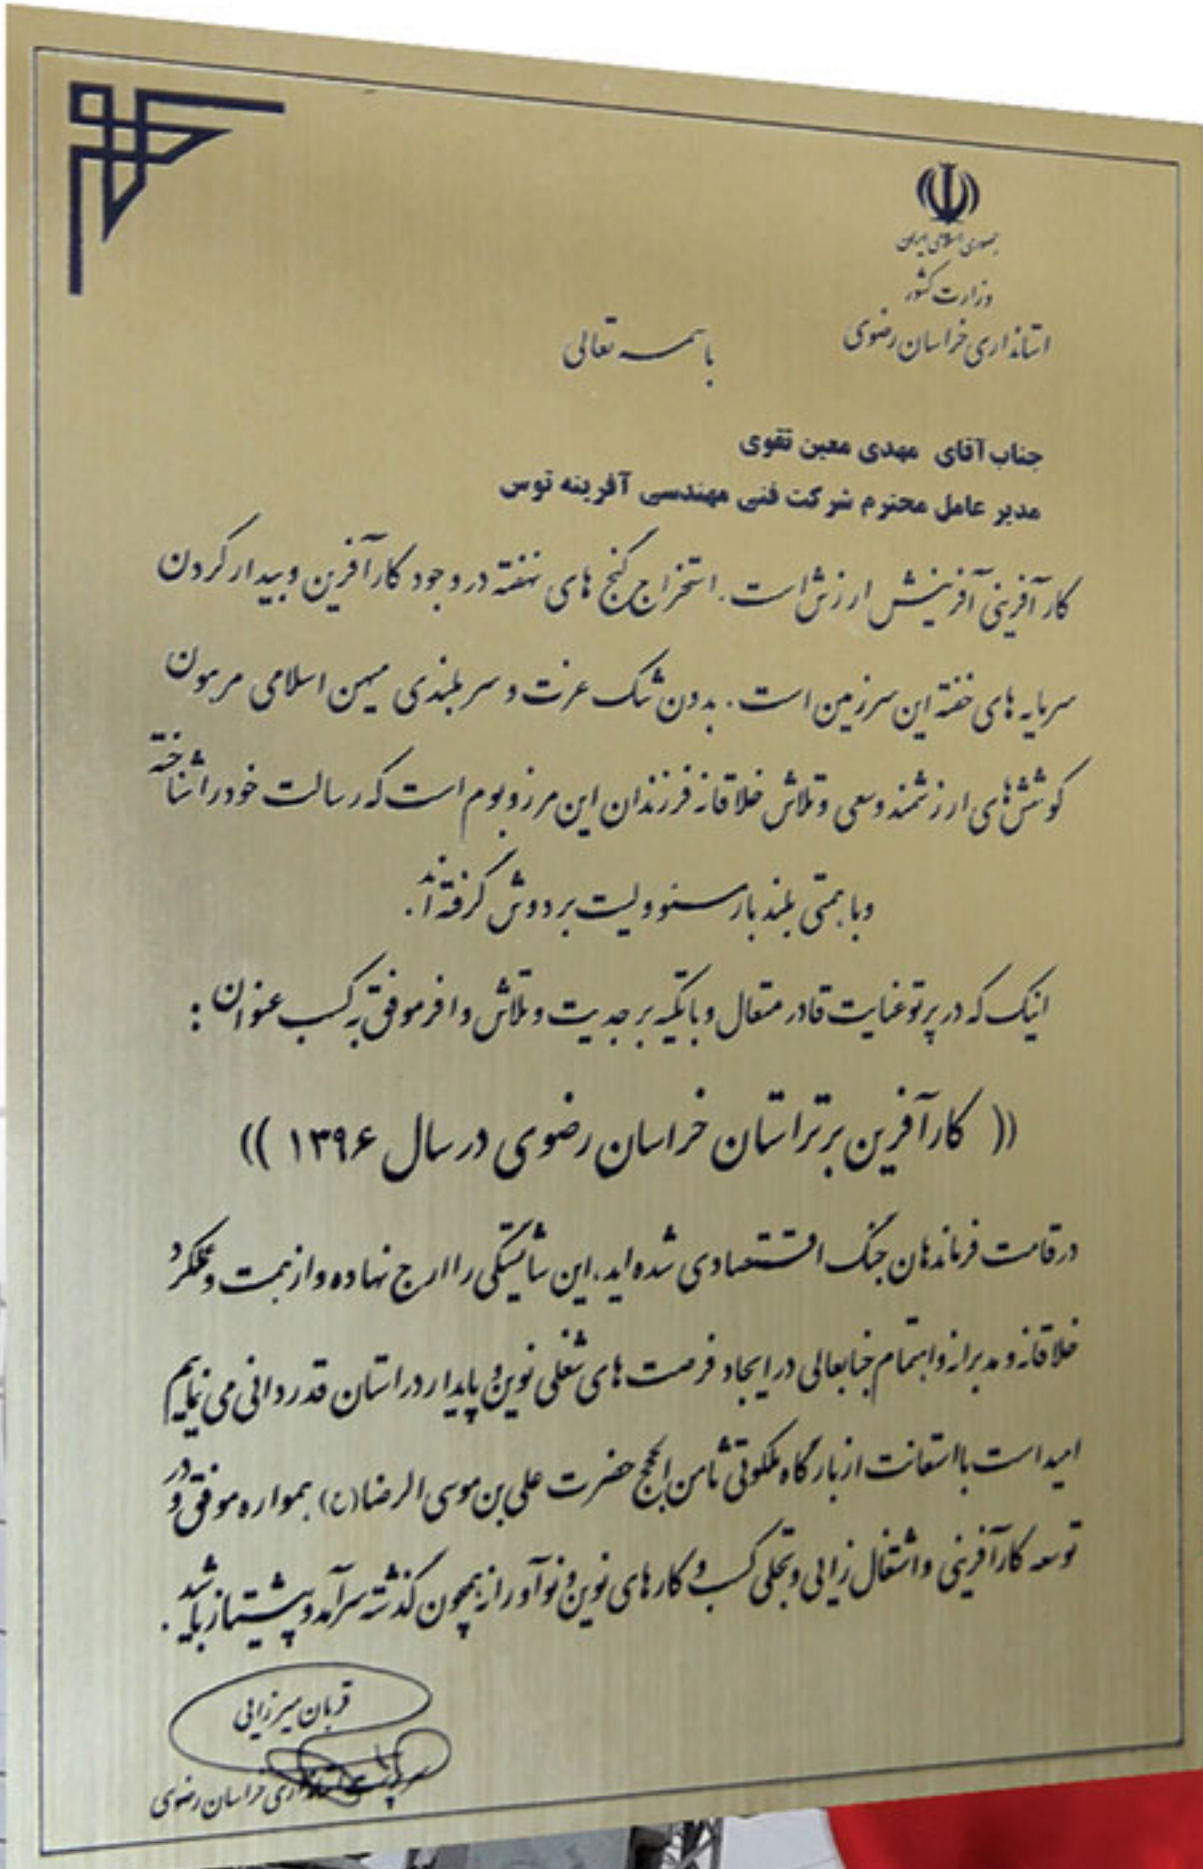 جمهوری اسلامی ایران
وزارت کشور
استانداری خراسان رضوی
باسمه تعالی
جناب آقای مهدی معین تقوی
مدیر عامل محترم شرکت فنی مهندسی آفرینه توس
کارآفرینی آفرینش ارزش است. استخراج گنج های نهفته در وجود کارآفرین و بیدار کردن
سرمایه های خفته این سرزمین است. بدون شک عزت و سربلندی میهن اسلامی مرهون
کوشش های ارزشمند و سعی و تلاش خلاقانه فرزندان این مرز و بوم است که رسالت خود را شناخته
و با همتی بلند بار مسئوولیت بر دوش گرفته اند.
اینک که در پرتو عنایت قادر متعال و با تکیه بر جدیت و تلاش وافر موفق به کسب عنوان :
(( کارآفرین برتر استان خراسان رضوی در سال ۱۳۹۶ ))
در قامت فرماندهان جنگ اقتصادی شده اید، این شایستگی را ارج نهاده و از همت و عملکرد
خلاقانه و مدبرانه و اهتمام جنابعالی در ایجاد فرصت های شغلی نوین و پایدار در استان قدردانی می نمایم
امید است با استعانت از بارگاه ملکوتی ثامن الحجج حضرت علی بن موسی الرضا (ع) همواره موفق و در
توسعه کارآفرینی و اشتغال زایی و تجلی کسب و کارهای نوین و نوآورانه همچون گذشته سرآمد و پیشتاز باشید.
قربان میرزایی
سرپرست استانداری خراسان رضوی